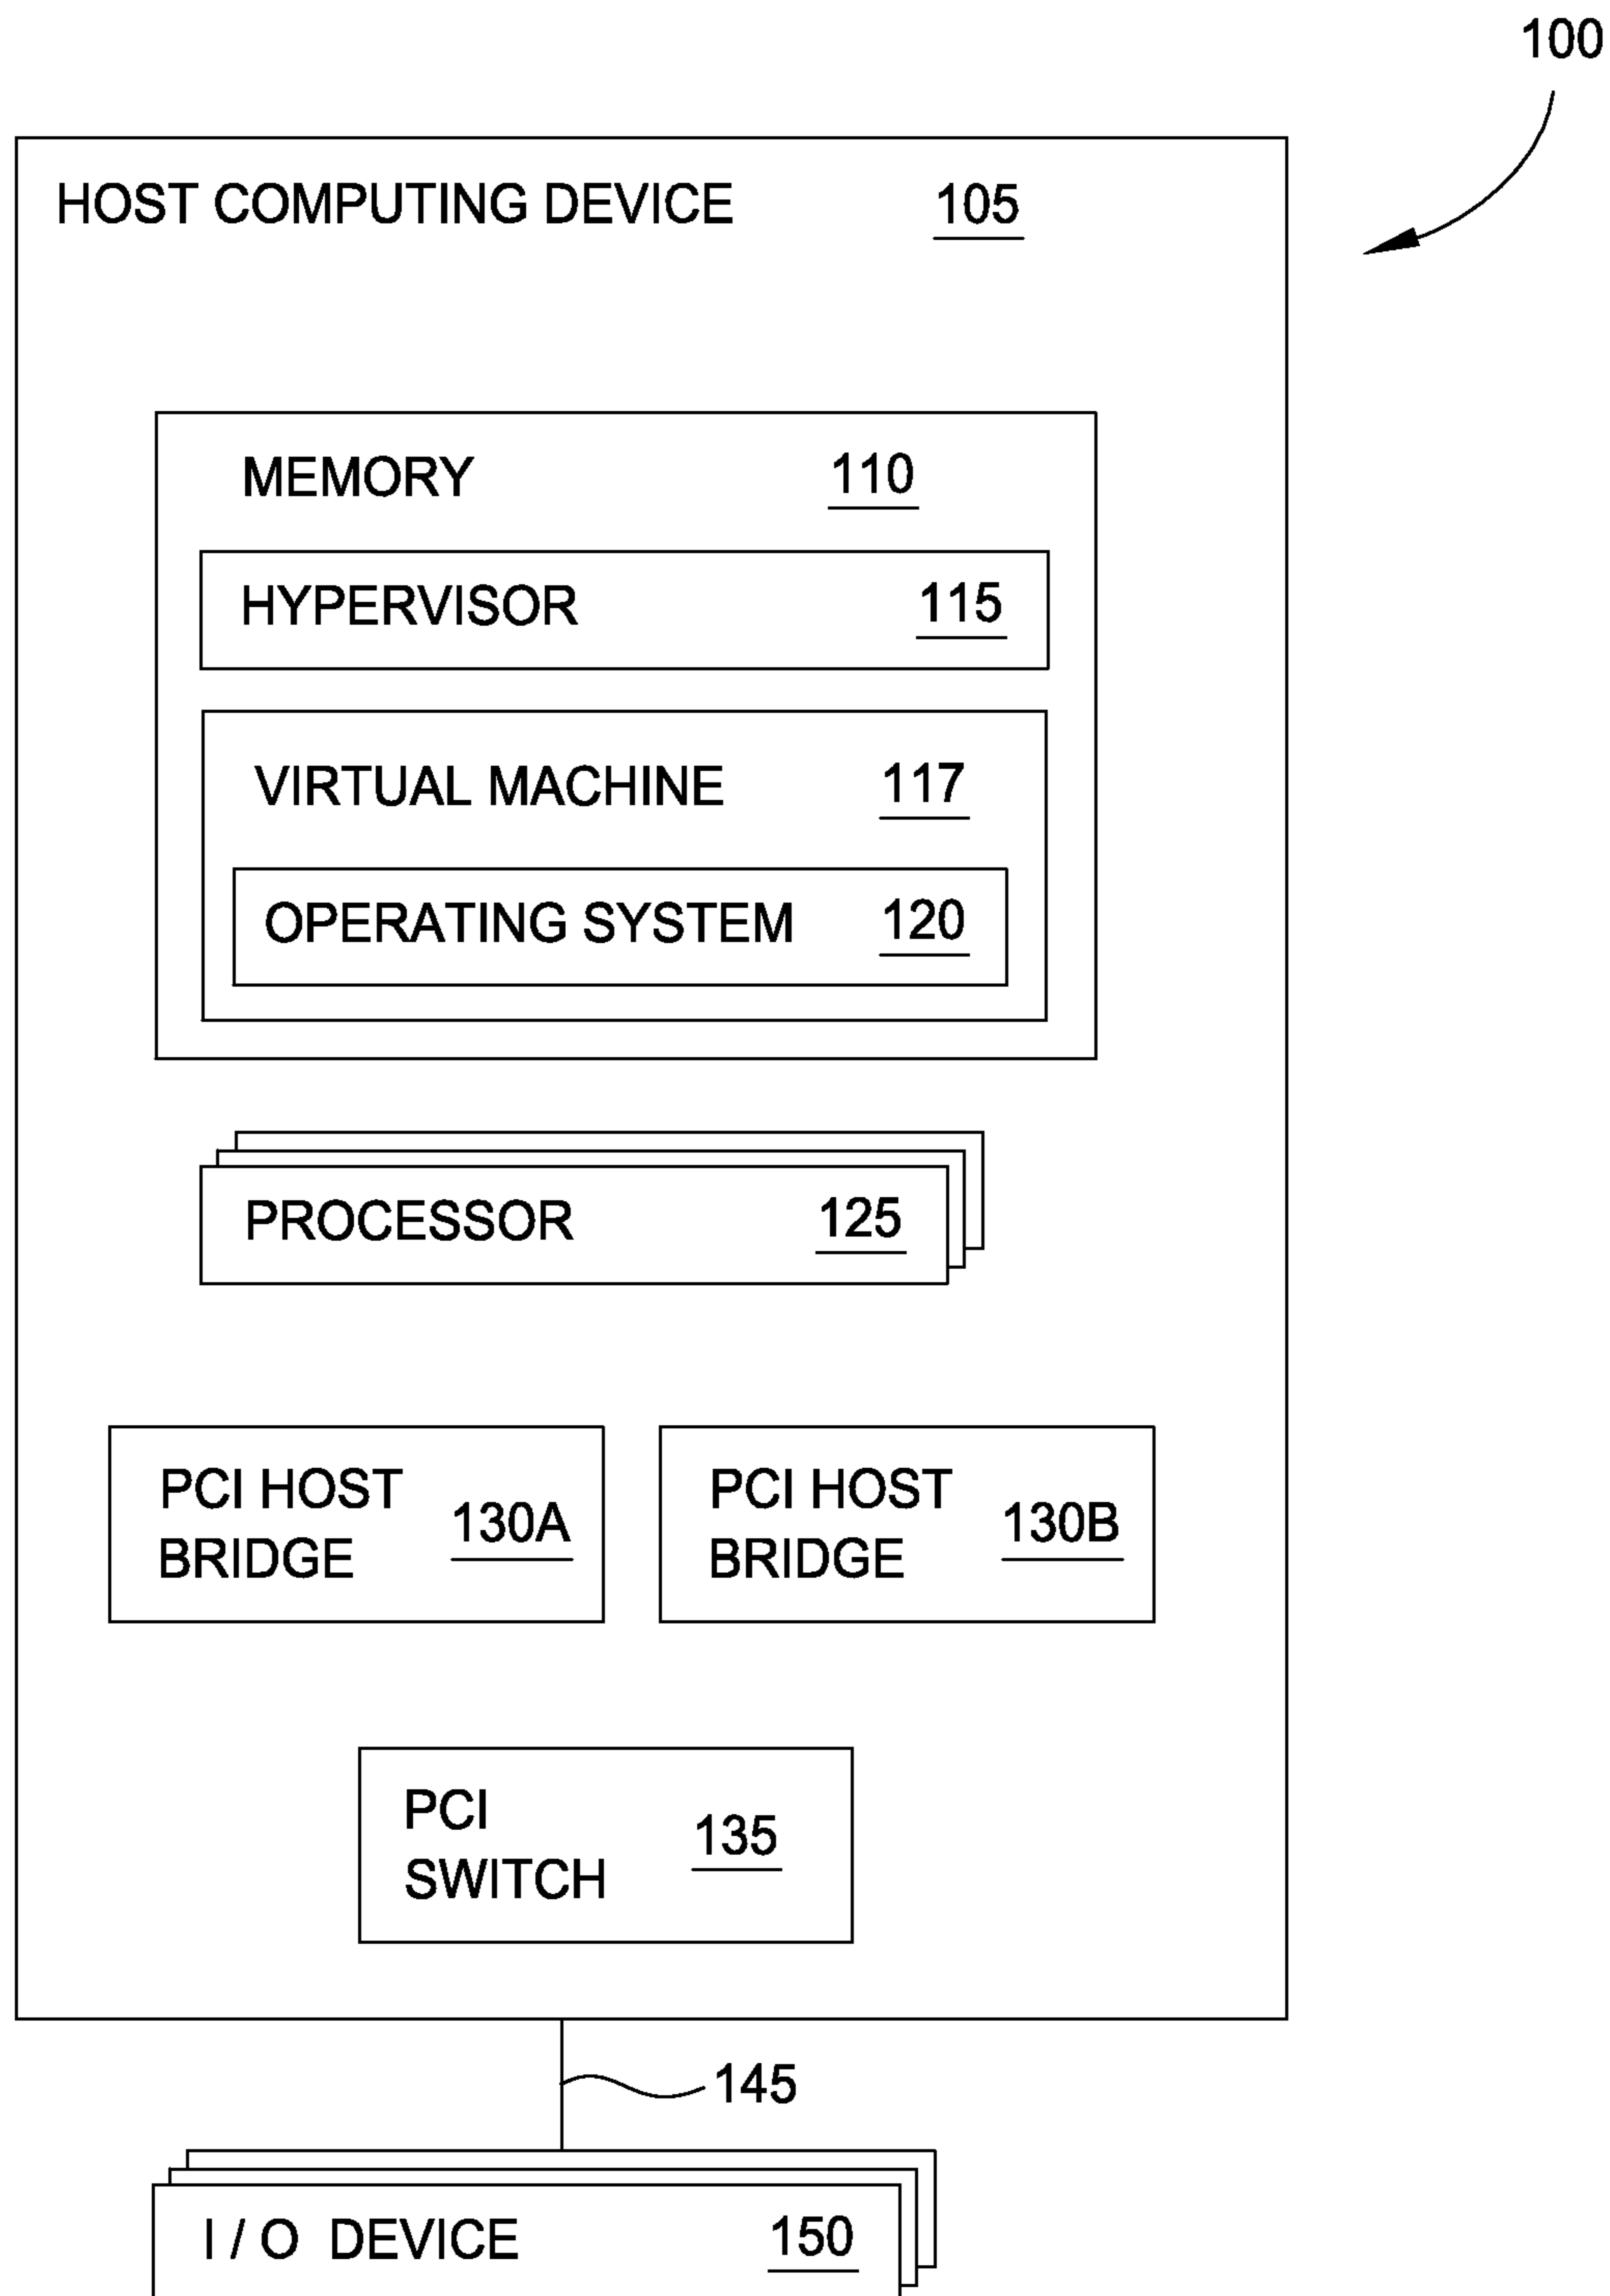 100
HOST COMPUTING DEVICE 105
MEMORY 110
HYPERVISOR 115
VIRTUAL MACHINE 117
OPERATING SYSTEM 120
PROCESSOR 125
PCI HOST
BRIDGE 130A
PCI HOST
BRIDGE 130B
PCI
SWITCH 135
145
I / O DEVICE 150